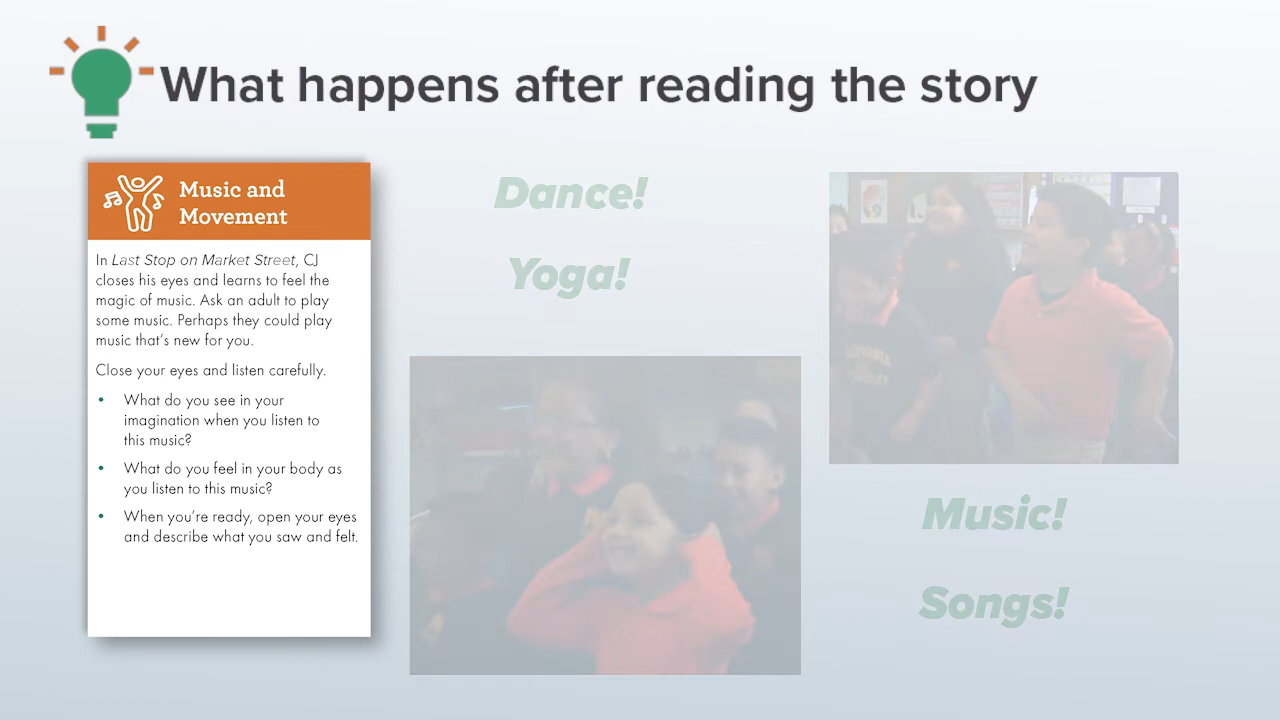 What happens after reading the story
Music and
Movement
In Last Stop on Market Street, CJ
closes his eyes and learns to feel the
magic of music. Ask an adult to play
some music. Perhaps they could play
music that's new for you.
Close your eyes and listen carefully.
• What do you see in your
imagination when you listen to
this music?
• What do you feel in your body as
you listen to this music?
• When you're ready, open your eyes
and describe what you saw and felt.
Dance!
Yoga!
Music!
Songs!